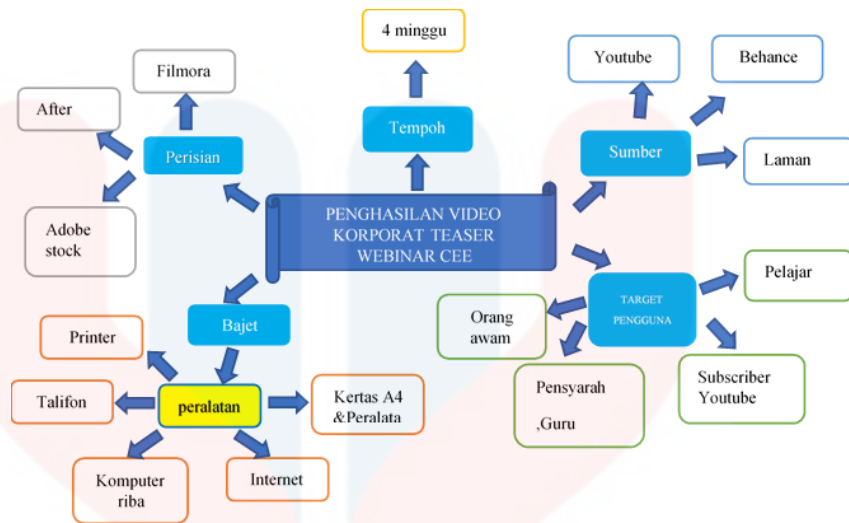 4 minggu
Youtube
Behance
Filmora
After
Tempoh
Perisian
Sumber
Laman
PENGHASILAN VIDEO
KORPORAT TEASER
WEBINAR CEE
Adobe
stock
Pelajar
TARGET
PENGGUNA
Orang
awam
Bajet
Printer
Subscriber
Youtube
Pensyarah
,Guru
Talifon
peralatan
Kertas A4
&Peralata
Komputer
riba
Internet